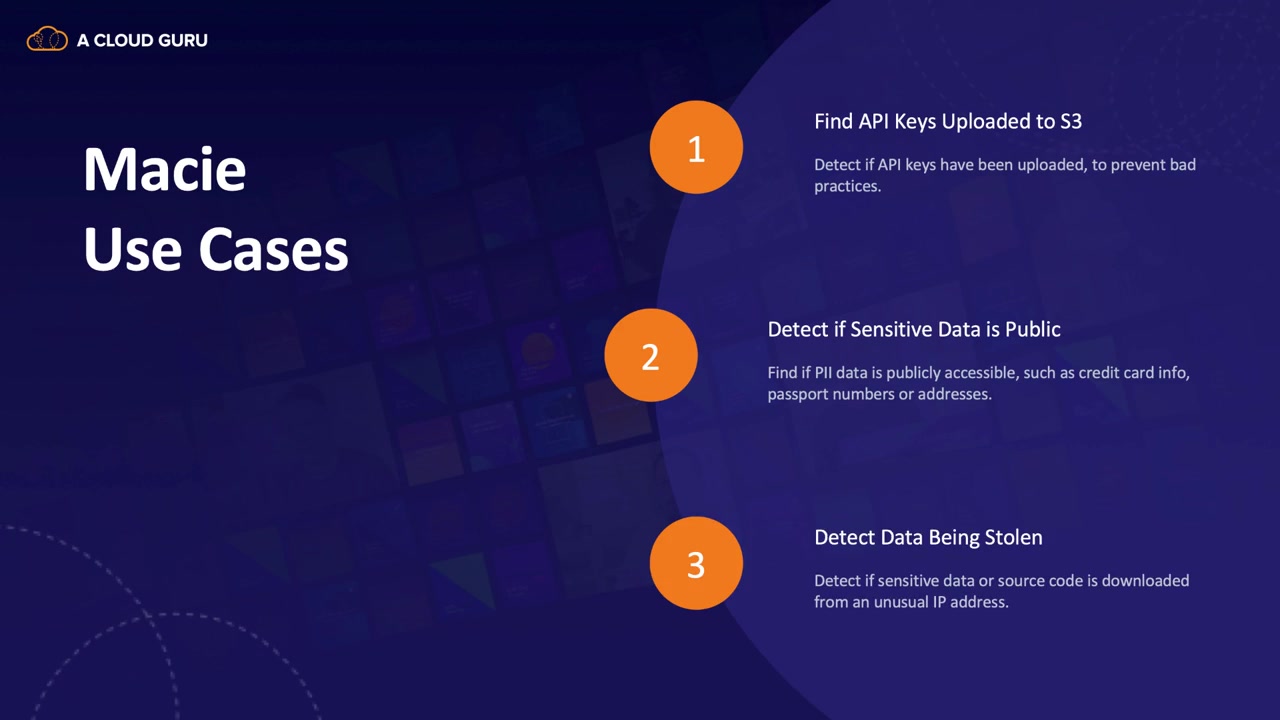 A CLOUD GURU
Macie
Use Cases
1
Find API Keys Uploaded to S3
Detect if API keys have been uploaded, to prevent bad
practices.
2
Detect if Sensitive Data is Public
Find if PII data is publicly accessible, such as credit card info,
passport numbers or addresses.
3
Detect Data Being Stolen
Detect if sensitive data or source code is downloaded
from an unusual IP address.